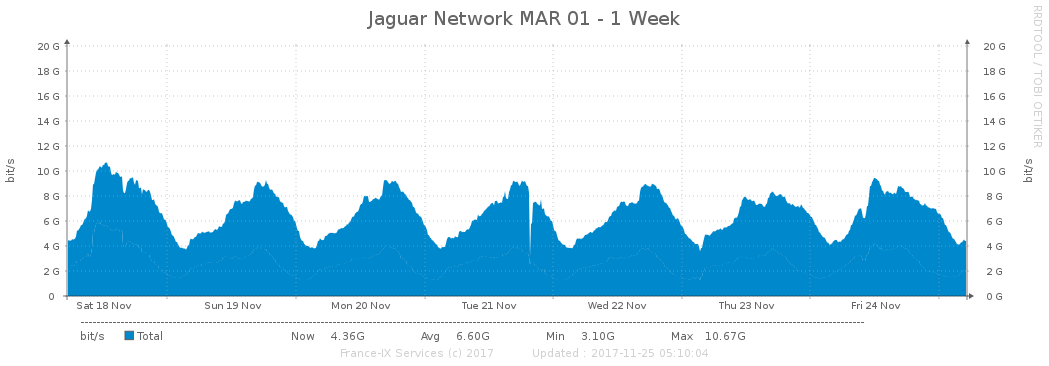 Jaguar Network MAR 01 - 1 Week
RRDTOOL / TOBI OETIKER
bit/s
bit/s
20 G 20 G
18 G 18 G
16 G 16 G
14 G 14 G
12 G 12 G
10 G 10 G
8 G 8 G
6 G 6 G
4 G 4 G
2 G 2 G
0 0 G
Sat 18 Nov Sun 19 Nov Mon 20 Nov Tue 21 Nov Wed 22 Nov Thu 23 Nov Fri 24 Nov
bit/s Total Now 4.36G Avg 6.60G Min 3.10G Max 10.67G
France-IX Services (c) 2017 Updated : 2017-11-25 05:10:04